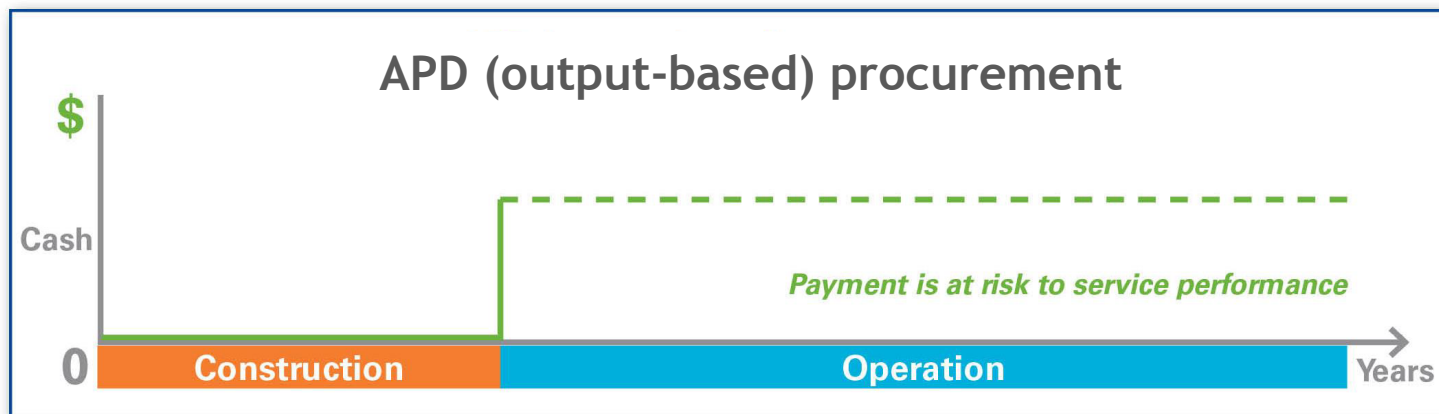 APD (output-based) procurement
$
Cash
Payment is at risk to service performance
0
Construction
Operation
Years